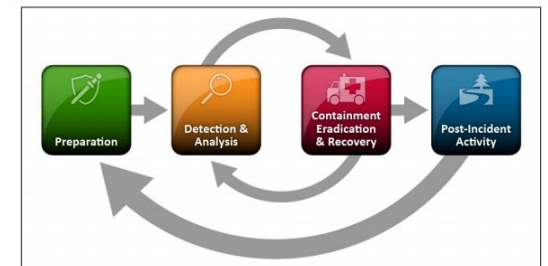 Preparation
Detection &
Analysis
Containment
Eradication
& Recovery
Post-Incident
Activity